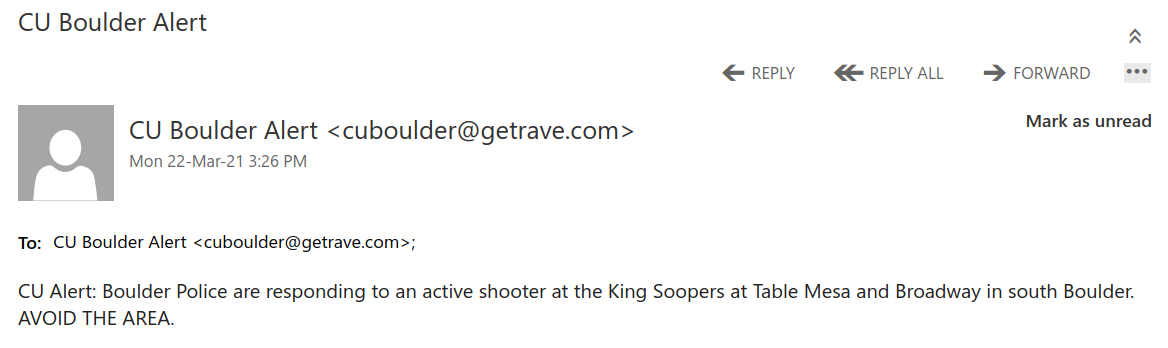 CU Boulder Alert
REPLY REPLY ALL FORWARD •••
CU Boulder Alert <cuboulder@getrave.com>
Mark as unread
Mon 22-Mar-21 3:26 PM
To: CU Boulder Alert <cuboulder@getrave.com>;
CU Alert: Boulder Police are responding to an active shooter at the King Soopers at Table Mesa and Broadway in south Boulder.
AVOID THE AREA.